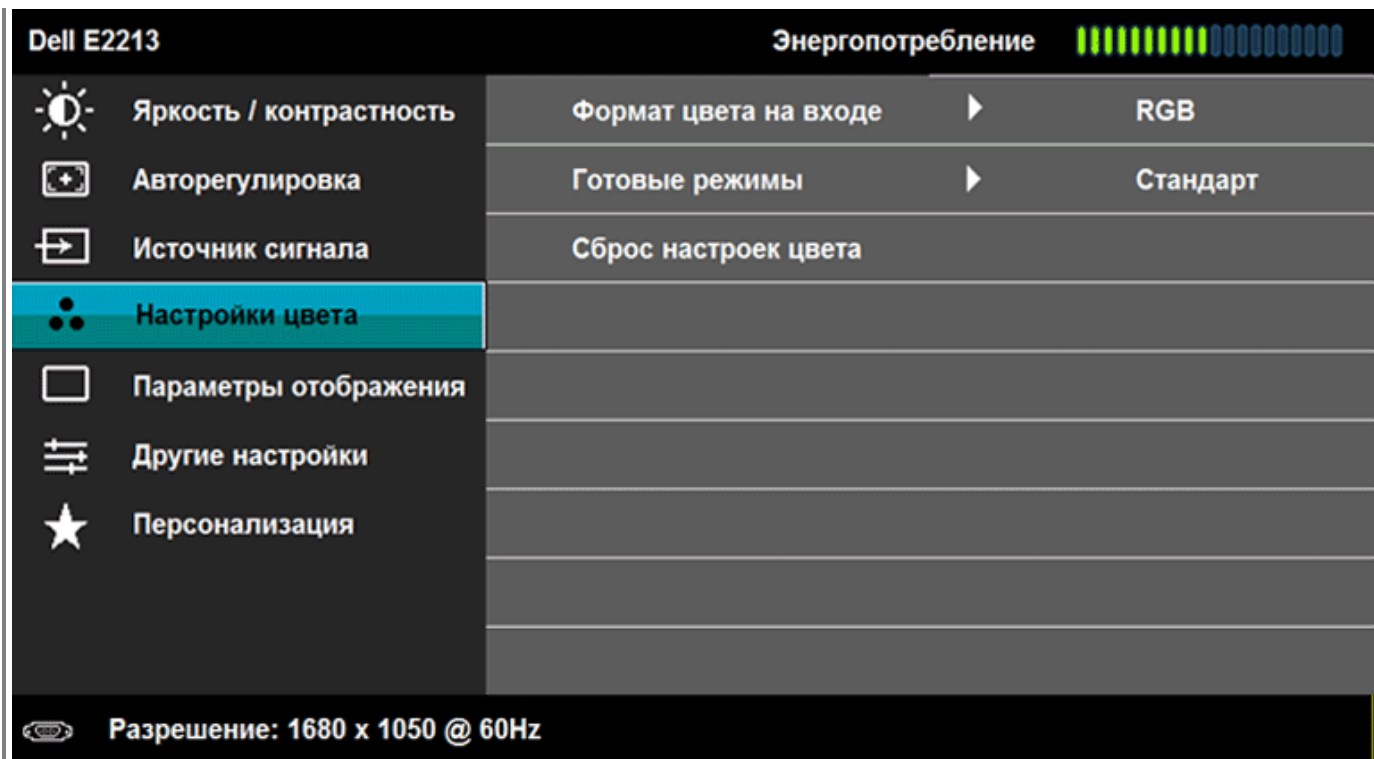 Dell E2213 Энергопотребление
Яркость / контрастность Формат цвета на входе RGB
Авторегулировка Готовые режимы Стандарт
Источник сигнала Сброс настроек цвета
Настройки цвета
Параметры отображения
Другие настройки
Персонализация
Разрешение: 1680 x 1050 @ 60Hz